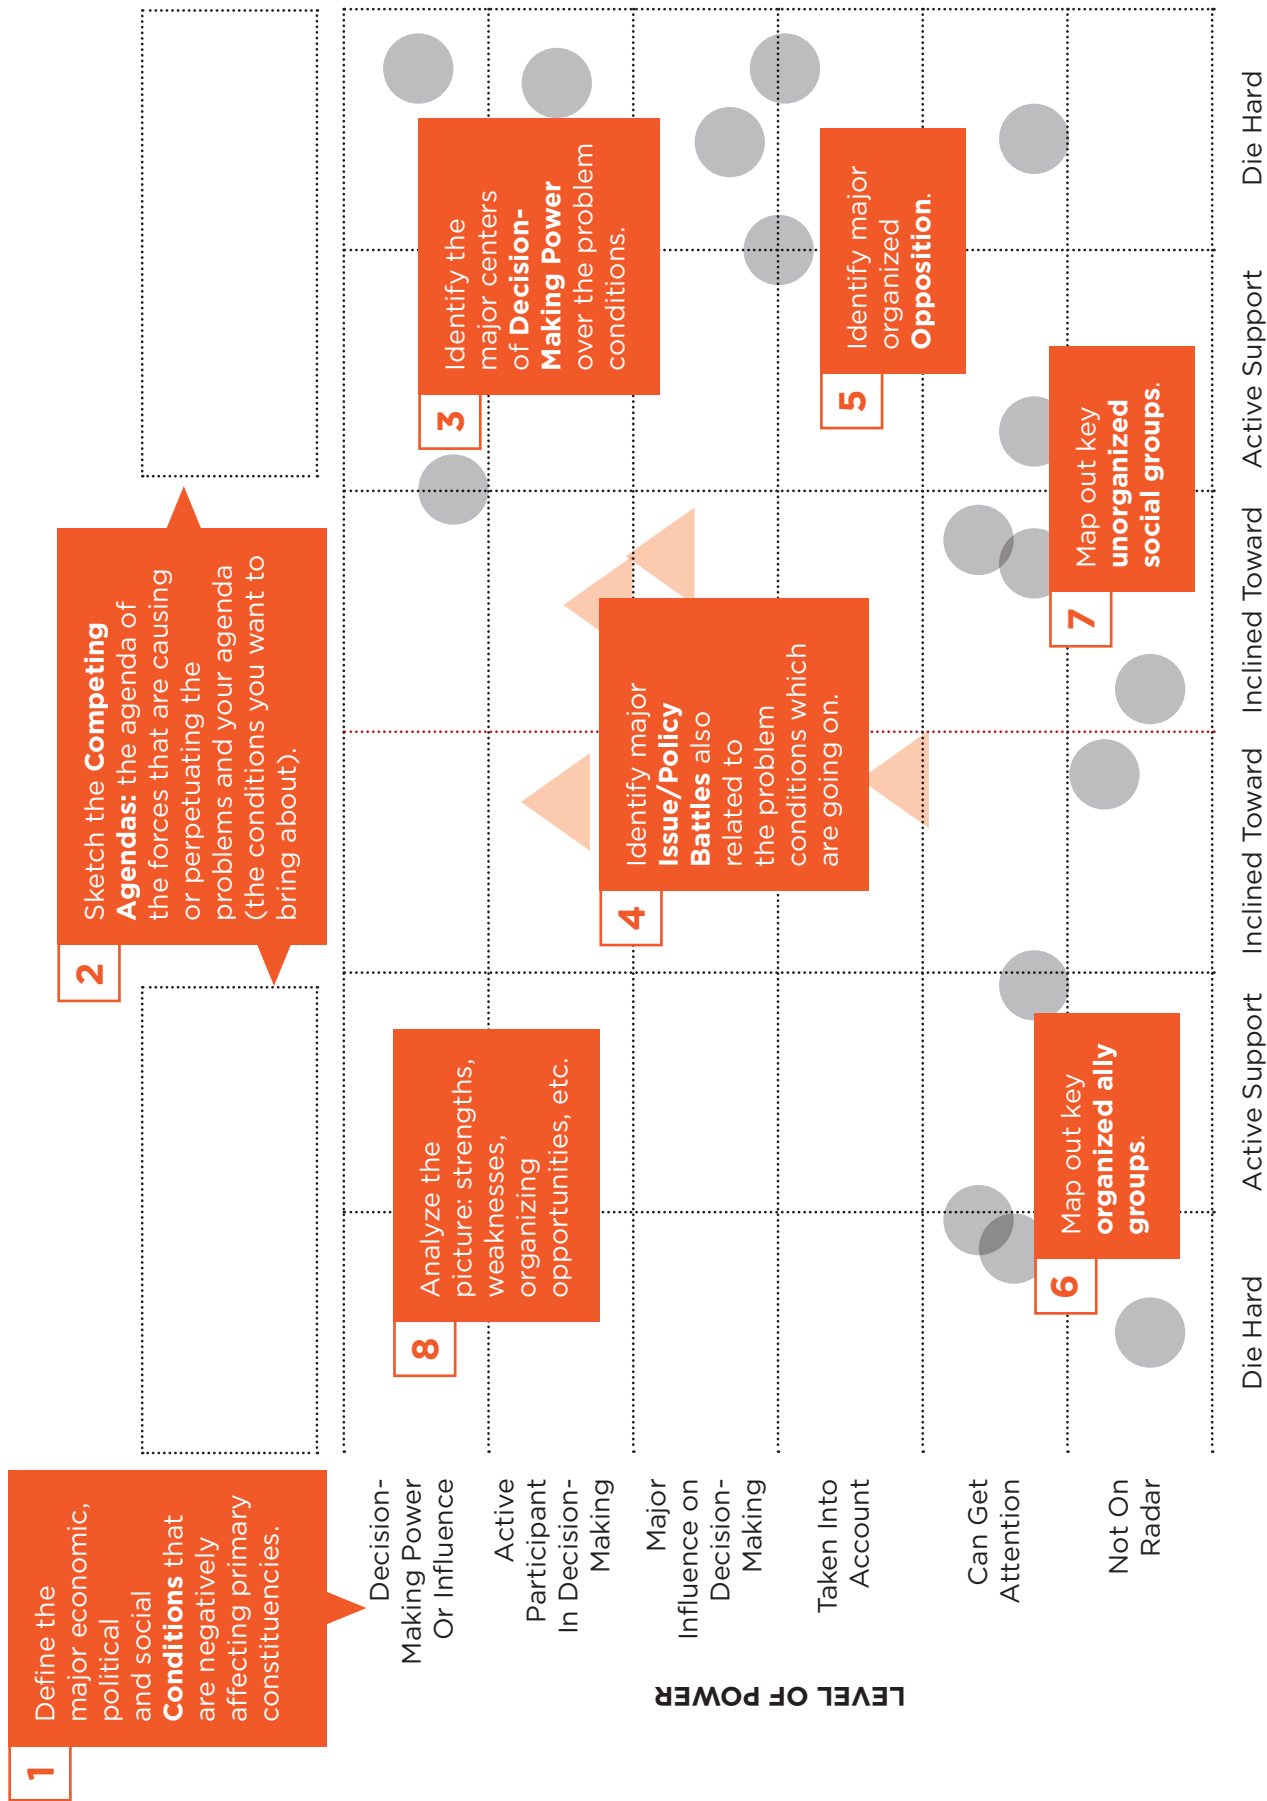 1
Define the
major economic,
political
and social
Conditions that
are negatively
affecting primary
constituencies.
2
Sketch the Competing
Agendas: the agenda of
the forces that are causing
or perpetuating the
problems and your agenda
(the conditions you want to
bring about).
8
Analyze the
picture: strengths,
weaknesses,
organizing
opportunities, etc.
3
Identify the
major centers
of Decision-
Making Power
over the problem
conditions.
4
Identify major
Issue/Policy
Battles also
related to
the problem
conditions which
are going on.
5
Identify major
organized
Opposition.
6
Map out key
organized ally
groups.
7
Map out key
unorganized
social groups.
LEVEL OF POWER
Decision-
Making Power
Or Influence
Active
Participant
In Decision-
Making
Major
Influence on
Decision-
Making
Taken Into
Account
Can Get
Attention
Not On
Radar
Die Hard
Active Support
Inclined Toward
Inclined Toward
Active Support
Die Hard